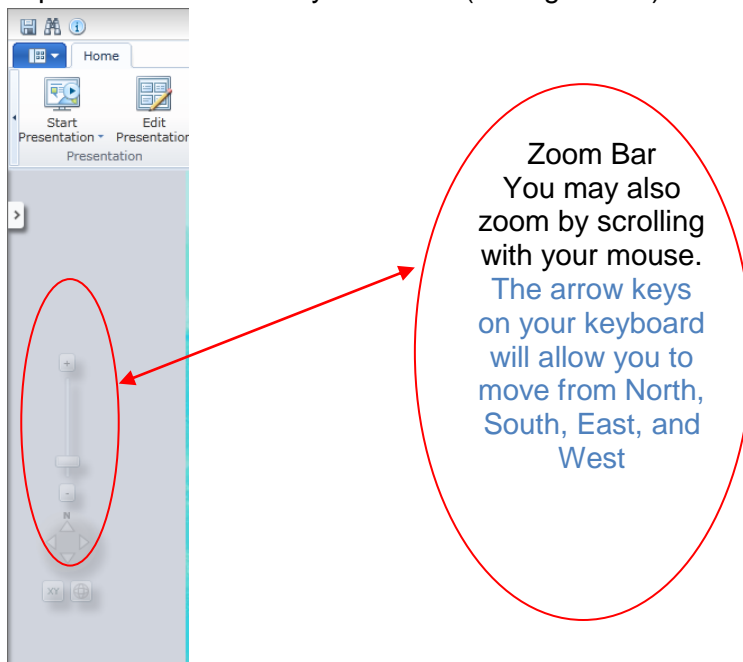 Home
Start
Presentation
Edit
Presentation
Presentation
>
+
-
N
XY
Zoom Bar
You may also
zoom by scrolling
with your mouse.
The arrow keys
on your keyboard
will allow you to
move from North,
South, East, and
West